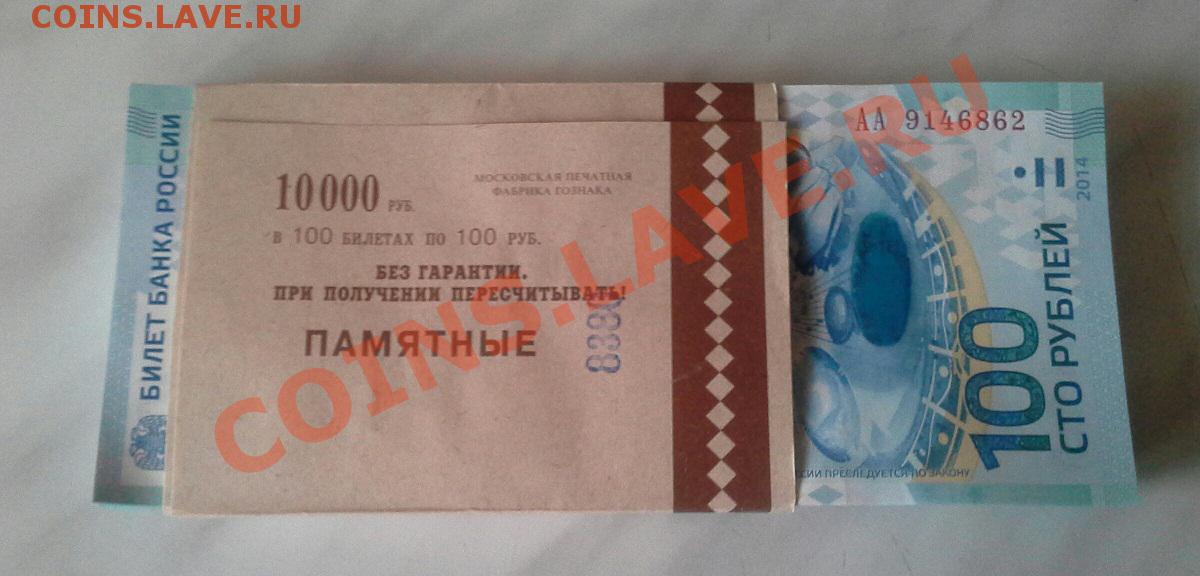 COINS.LAVE.RU
БИЛЕТ БАНКА РОССИИ
10000 РУБ.
МОСКОВСКАЯ ПЕЧАТНАЯ
ФАБРИКА ГОЗНАКА
В 100 БИЛЕТАХ ПО 100 РУБ.
БЕЗ ГАРАНТИИ.
ПРИ ПОЛУЧЕНИИ ПЕРЕСЧИТЫВАТЬ!
ПАМЯТНЫЕ
COINS.LAVE.RU
АА 9146862
2014
100
СТО РУБЛЕЙ
ПРЕСЛЕДУЕТСЯ ПО ЗАКОНУ